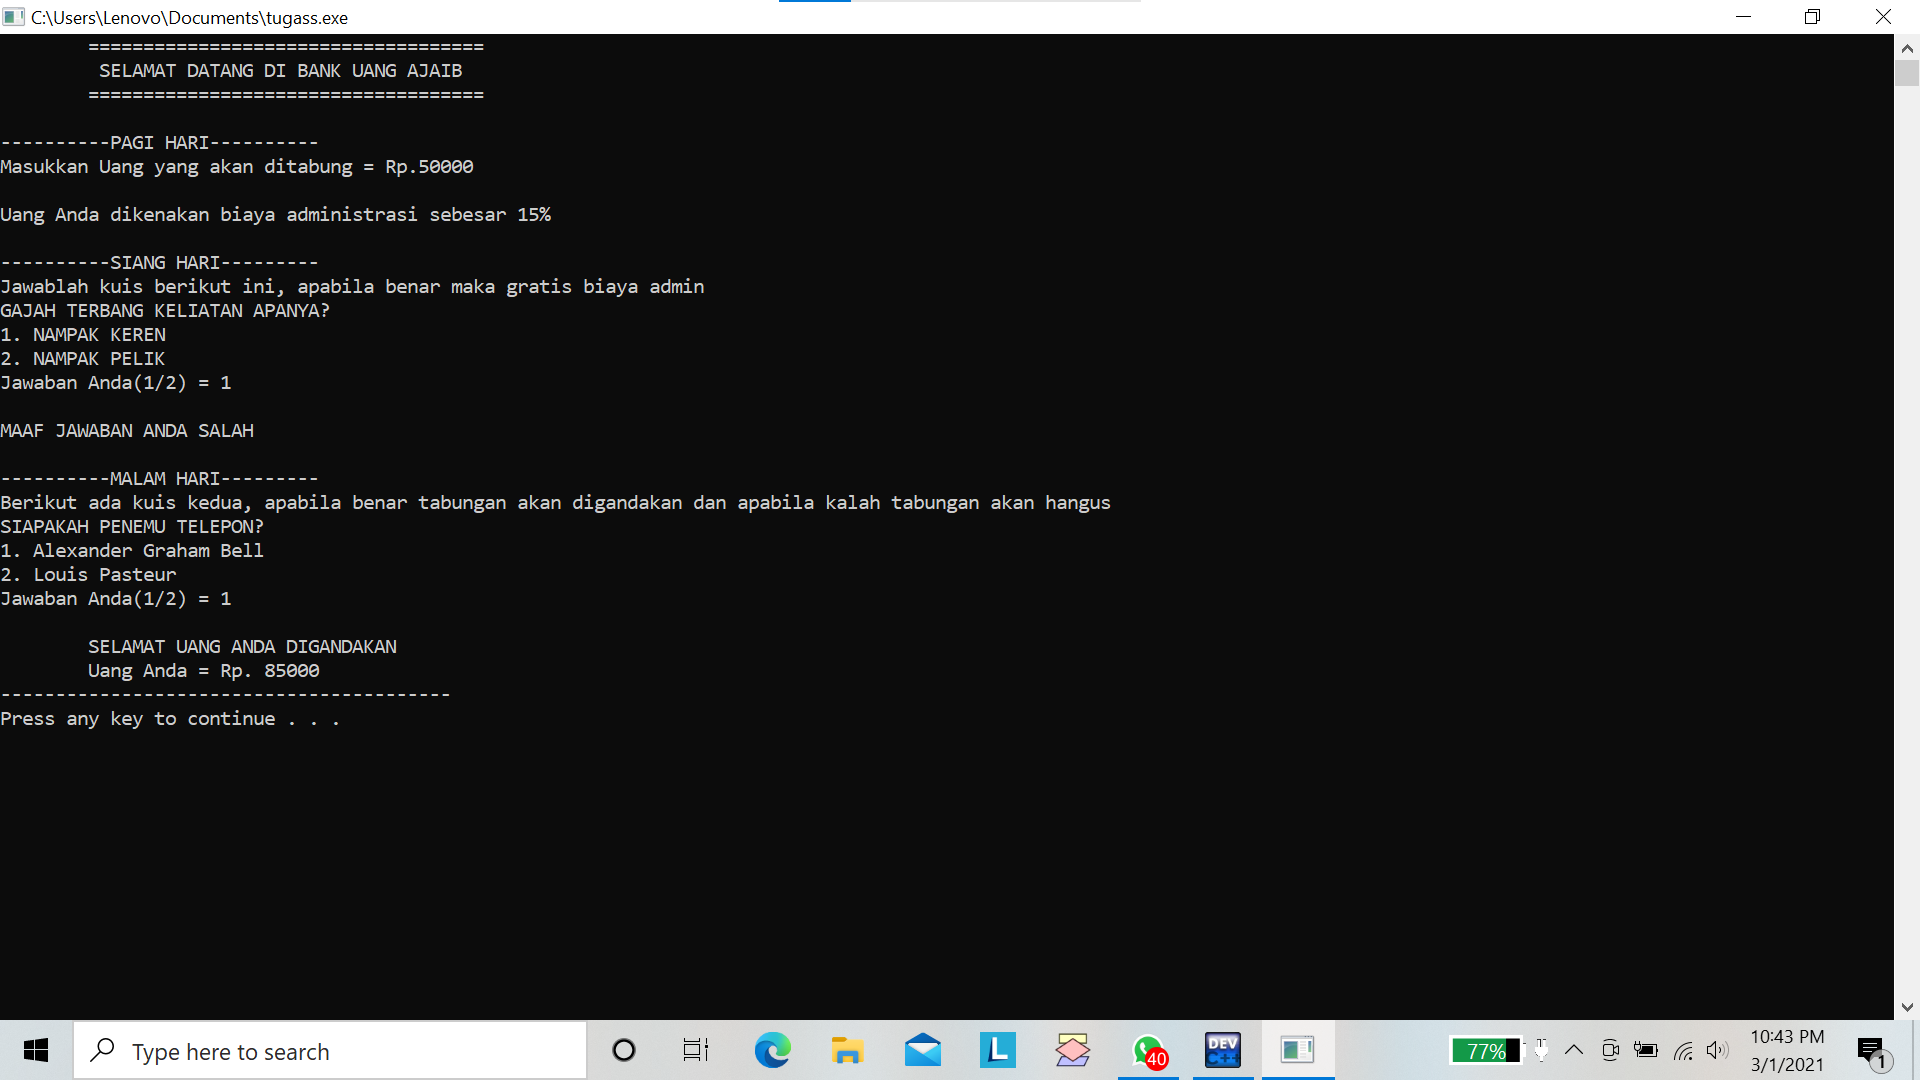 C:\Users\Lenovo\Documents\tugass.exe
====================================
SELAMAT DATANG DI BANK UANG AJAIB
====================================
----------PAGI HARI----------
Masukkan Uang yang akan ditabung = Rp.50000
Uang Anda dikenakan biaya administrasi sebesar 15%
----------SIANG HARI---------
Jawablah kuis berikut ini, apabila benar maka gratis biaya admin
GAJAH TERBANG KELIATAN APANYA?
1. NAMPAK KEREN
2. NAMPAK PELIK
Jawaban Anda(1/2) = 1
MAAF JAWABAN ANDA SALAH
----------MALAM HARI---------
Berikut ada kuis kedua, apabila benar tabungan akan digandakan dan apabila kalah tabungan akan hangus
SIAPAKAH PENEMU TELEPON?
1. Alexander Graham Bell
2. Louis Pasteur
Jawaban Anda(1/2) = 1
SELAMAT UANG ANDA DIGANDAKAN
Uang Anda = Rp. 85000
-----------------------------------------
Press any key to continue . . .
Type here to search
L
40
DEV
C++
77%
10:43 PM
3/1/2021
1